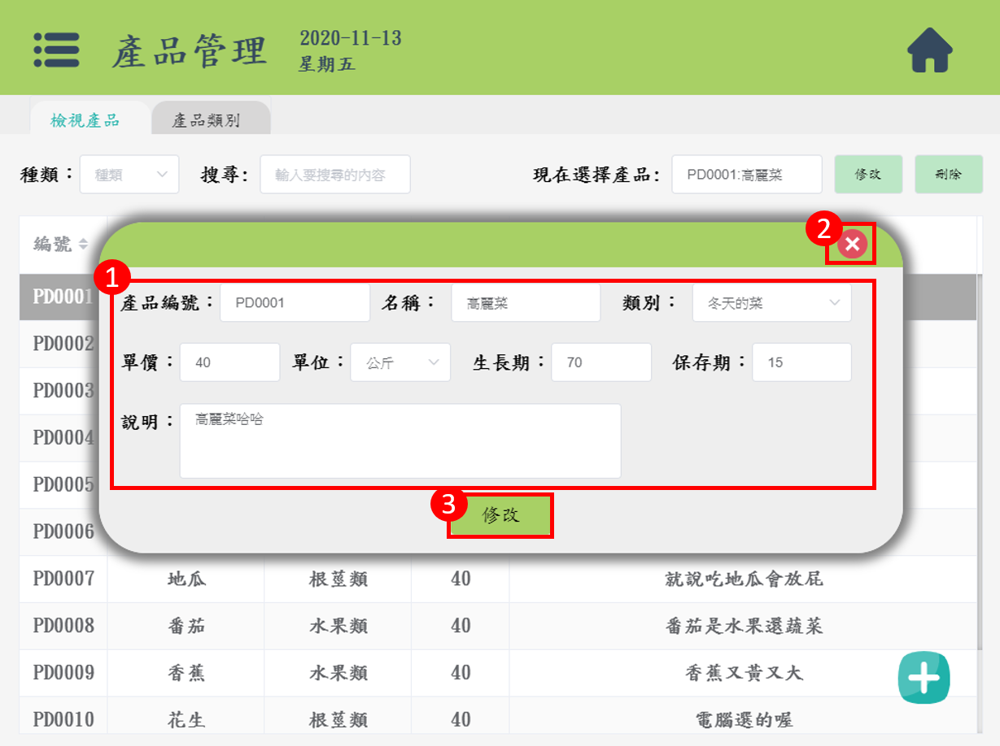 產品管理
2020-11-13
星期五
檢視產品 產品類別
種類： 種類 搜尋: 輸入要搜尋的內容 現在選擇產品: PD0001:高麗菜 修改 刪除
編號
2
1
PD0001
產品編號： PD0001 名稱： 高麗菜 類別： 冬天的菜
PD0002
單價： 40 單位： 公斤 生長期： 70 保存期： 15
PD0003
說明： 高麗菜哈哈
PD0004
PD0005
3 修改
PD0006
PD0007 地瓜 根莖類 40 就說吃地瓜會放屁
PD0008 番茄 水果類 40 番茄是水果還蔬菜
PD0009 香蕉 水果類 40 香蕉又黃又大
PD0010 花生 根莖類 40 電腦選的喔